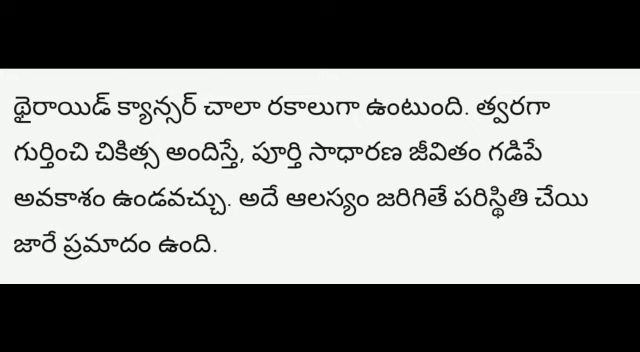 థైరాయిడ్ క్యాన్సర్ చాలా రకాలుగా ఉంటుంది. త్వరగా
గుర్తించి చికిత్స అందిస్తే, పూర్తి సాధారణ జీవితం గడిపే
అవకాశం ఉండవచ్చు. అదే ఆలస్యం జరిగితే పరిస్థితి చేయి
జారే ప్రమాదం ఉంది.